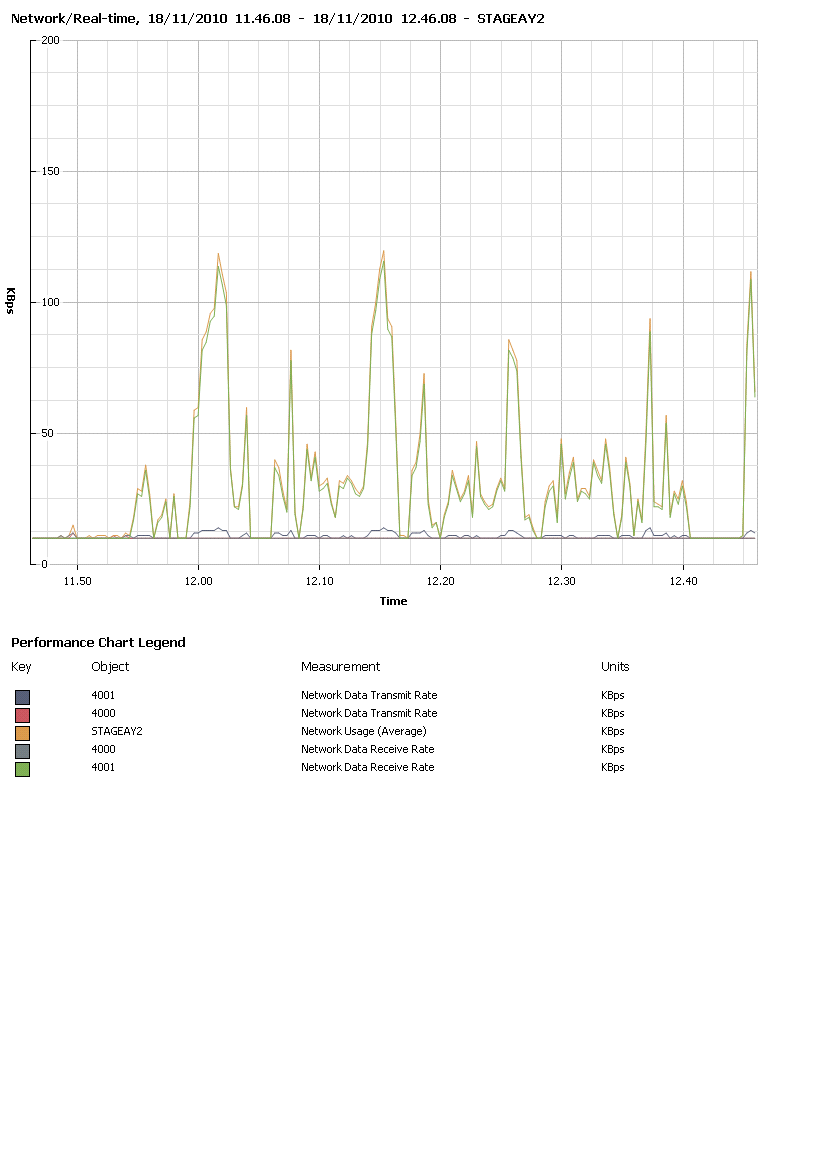 Network/Real-time, 18/11/2010 11.46.08 - 18/11/2010 12.46.08 - STAGEAY2
200
150
100
50
0
KBps
11.50 12.00 12.10 12.20 12.30 12.40
Time
Performance Chart Legend
Key Object Measurement Units
4001 Network Data Transmit Rate KBps
4000 Network Data Transmit Rate KBps
STAGEAY2 Network Usage (Average) KBps
4000 Network Data Receive Rate KBps
4001 Network Data Receive Rate KBps